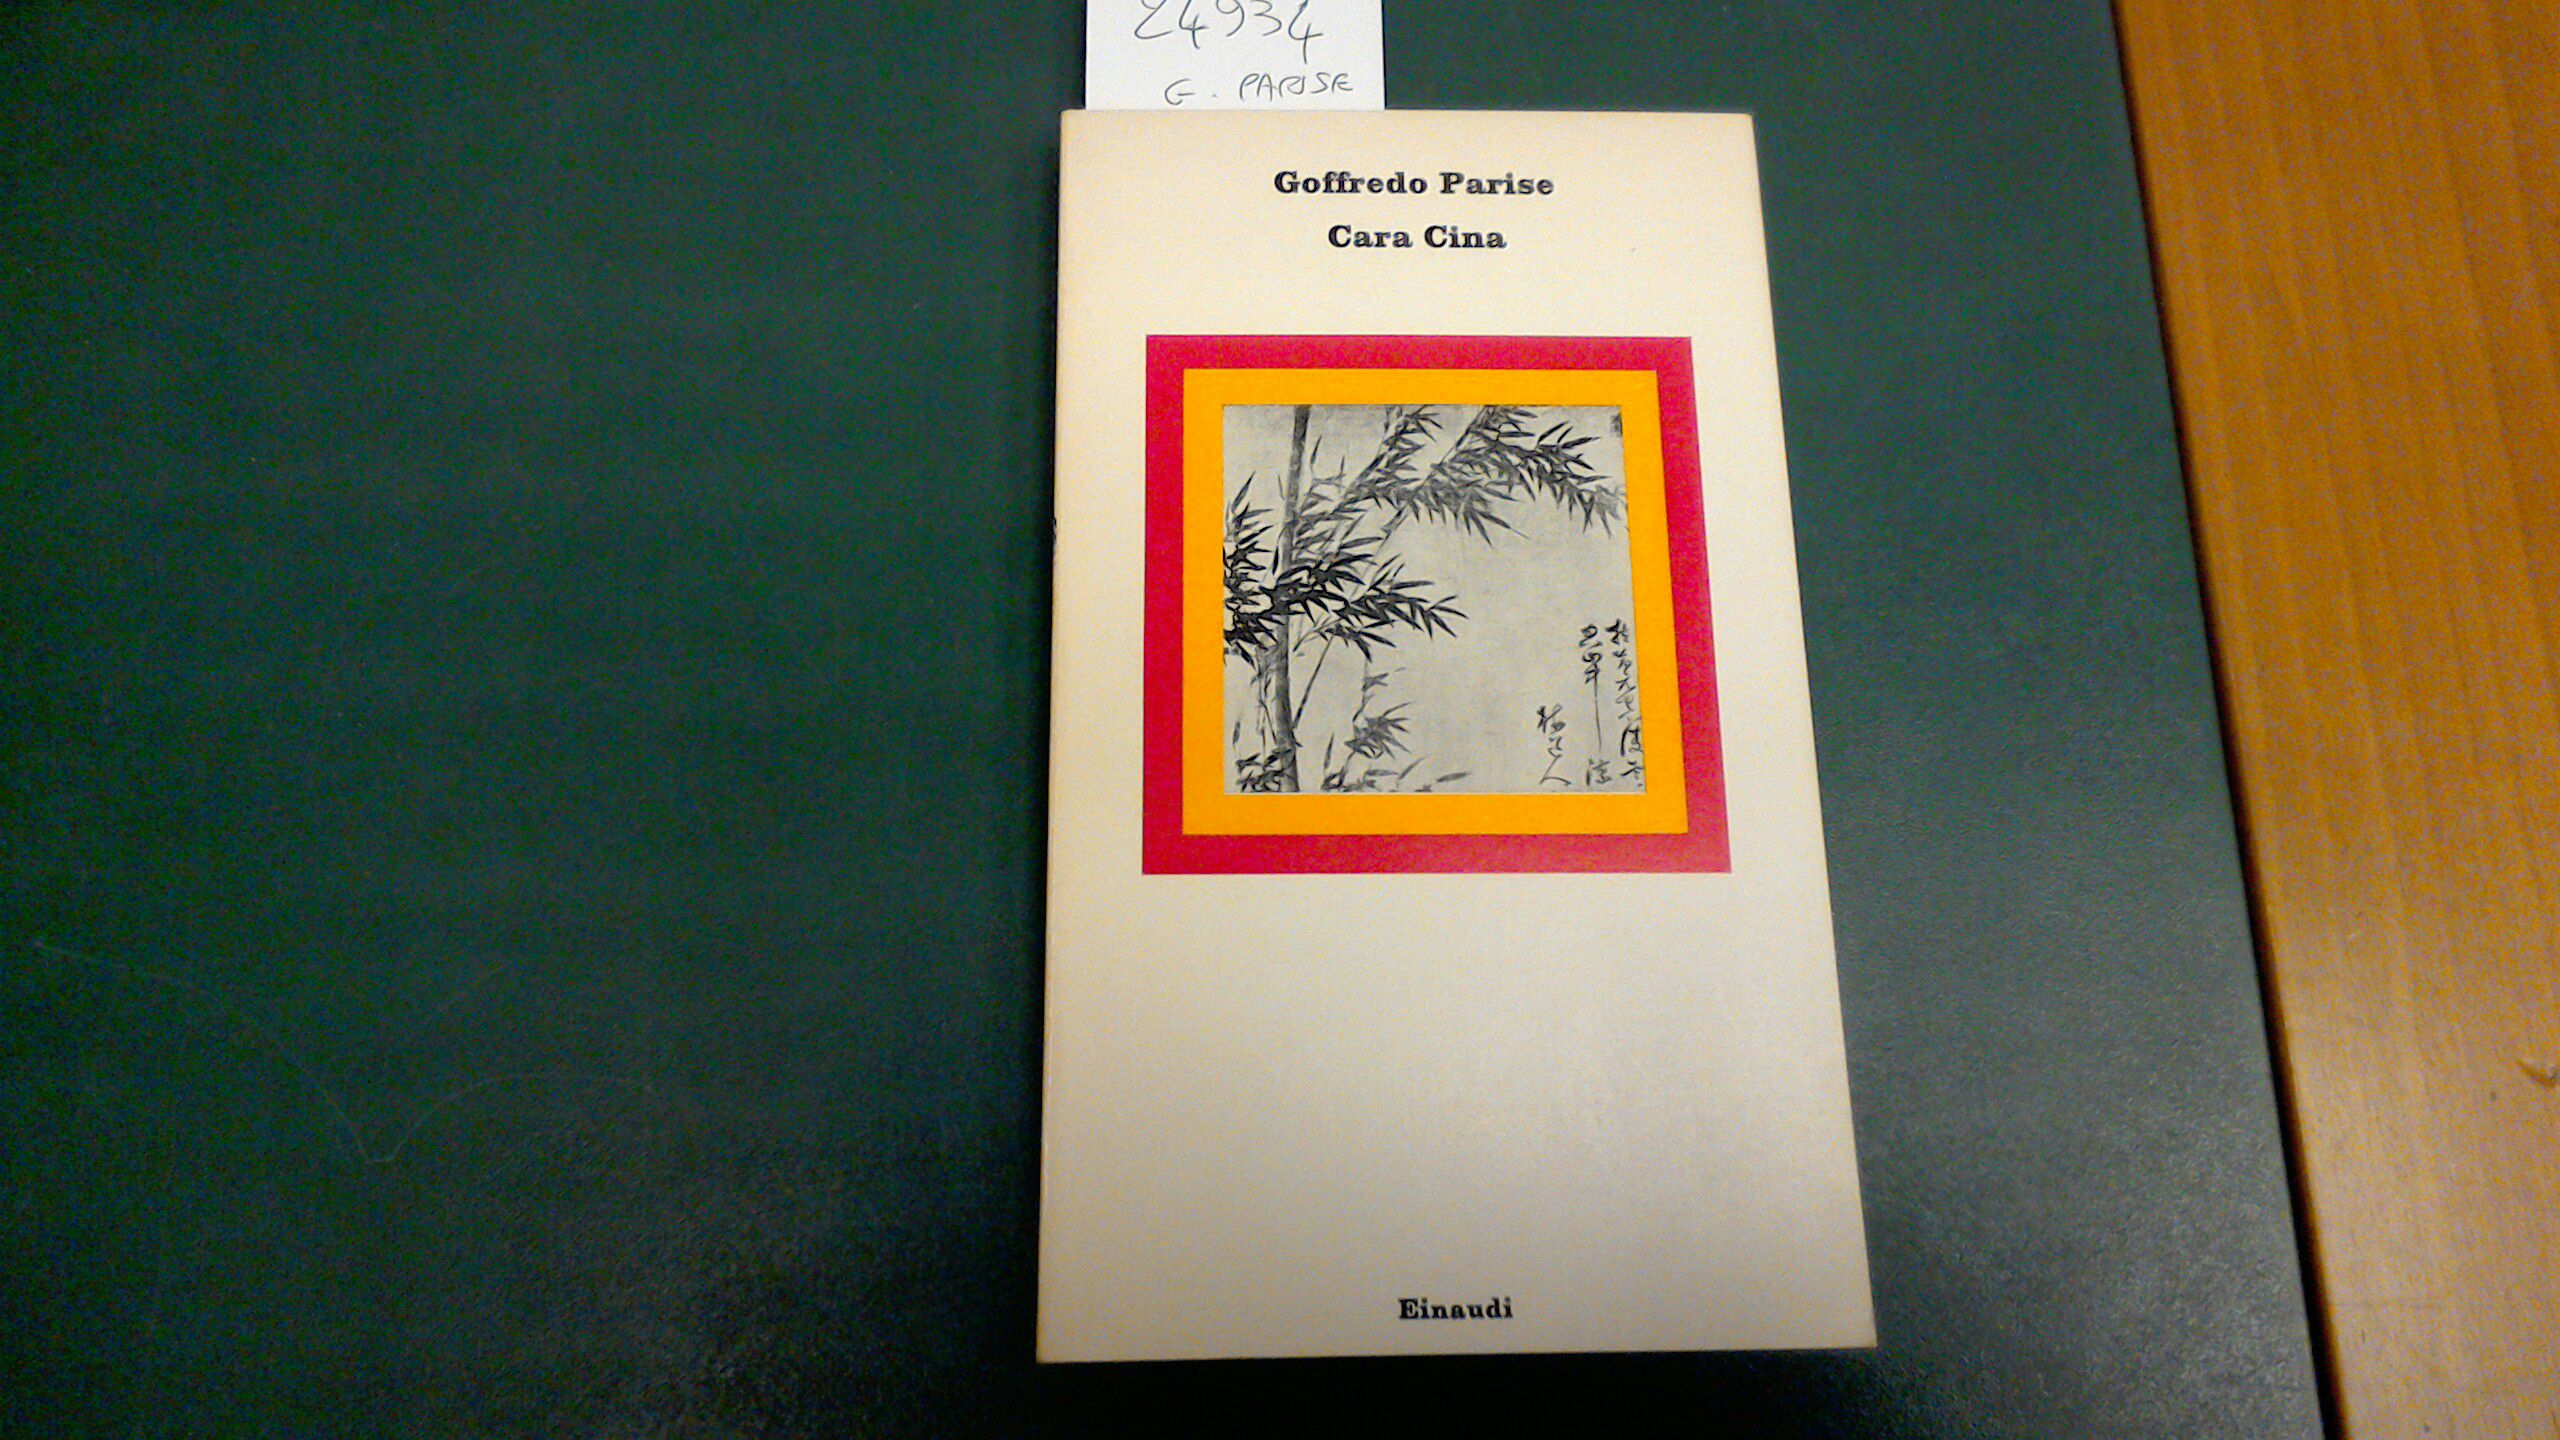 24934
G. PARISE
Goffredo Parise
Cara Cina
Einaudi